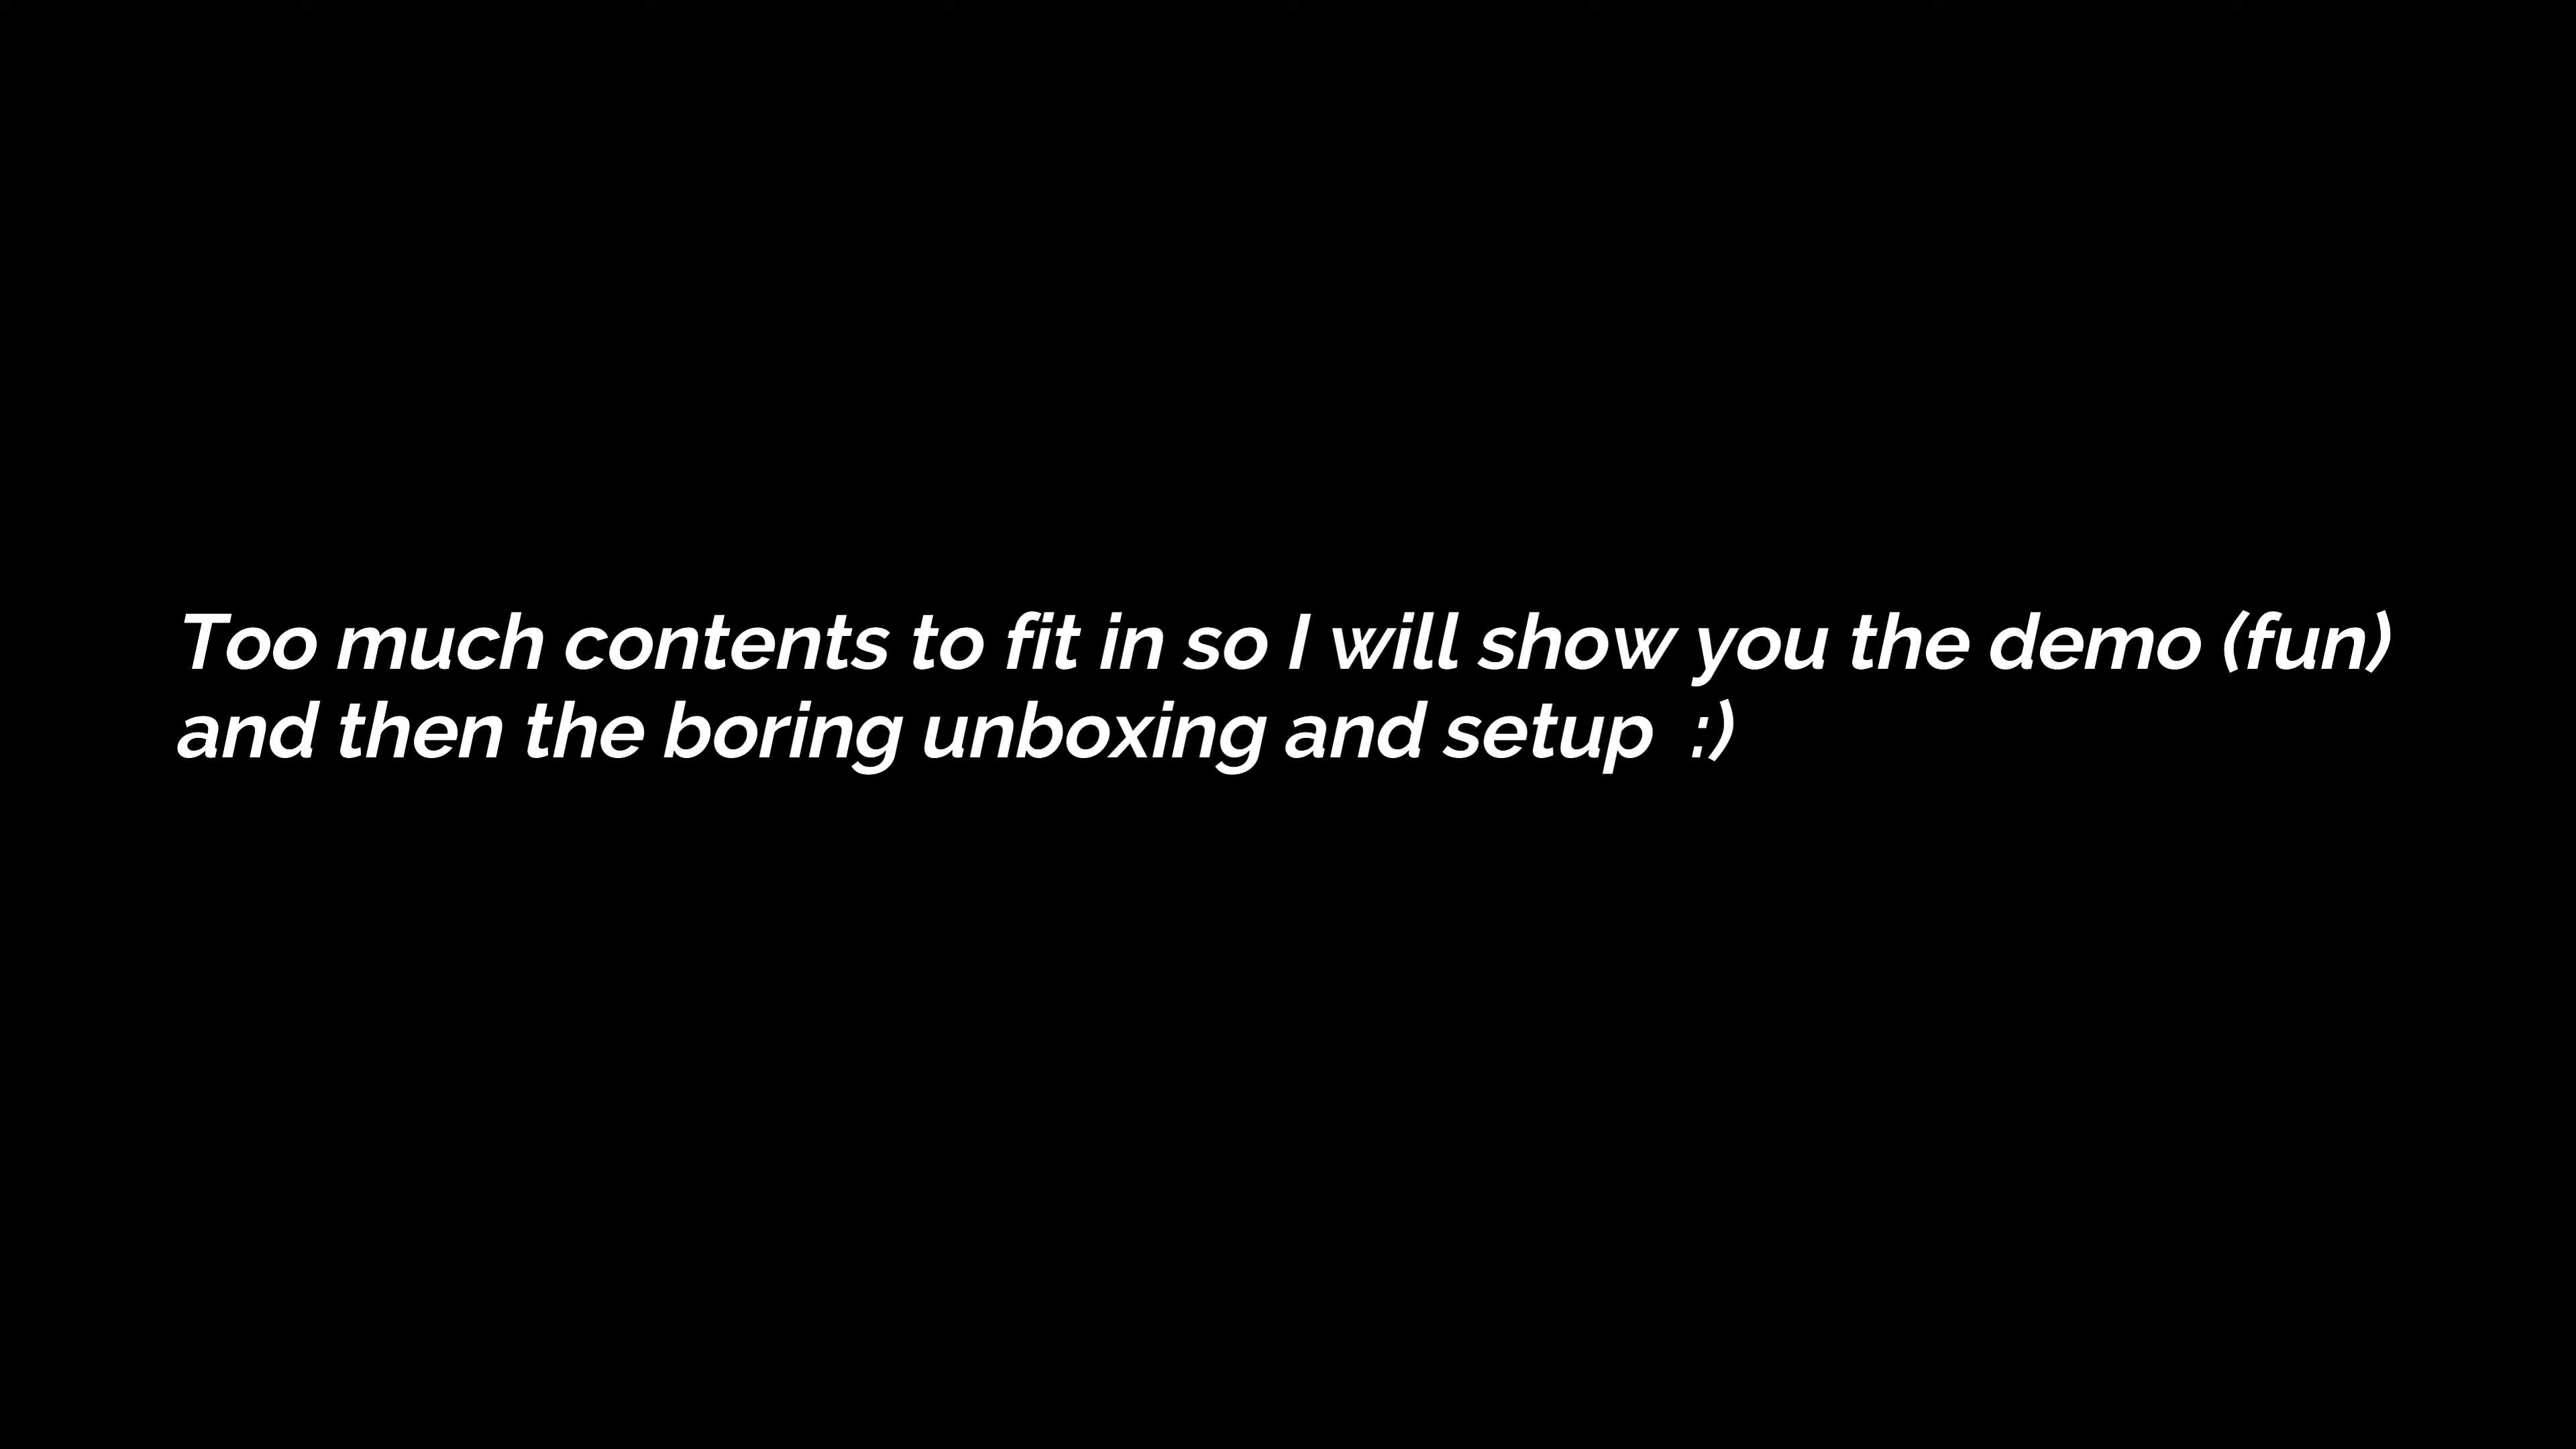 Too much contents to fit in so I will show you the demo (fun)
and then the boring unboxing and setup  :)